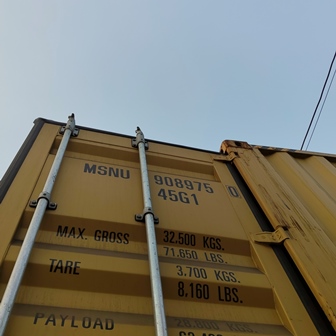 MSNU 908975 0
45G1
MAX. GROSS 32.500 KGS.
71.650 LBS.
TARE 3.700 KGS.
8.160 LBS.
PAYLOAD